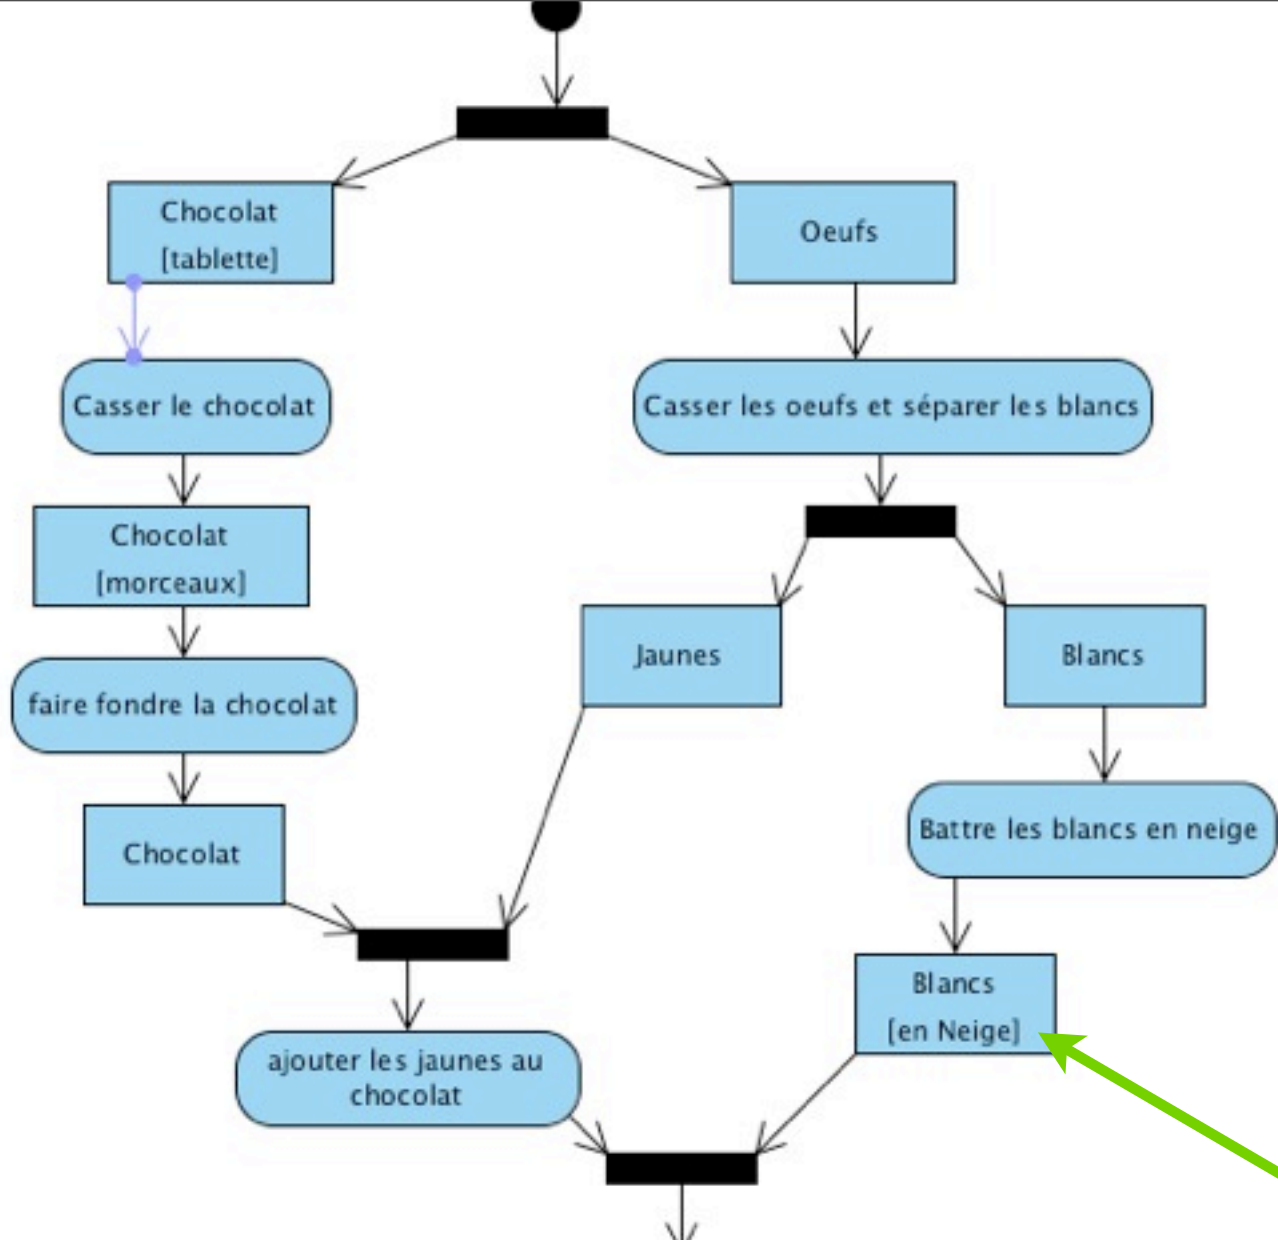 Chocolat
[tablette]
Oeufs
Casser le chocolat
Casser les oeufs et séparer les blancs
Chocolat
[morceaux]
Jaunes
Blancs
faire fondre la chocolat
Battre les blancs en neige
Chocolat
Blancs
[en Neige]
ajouter les jaunes au
chocolat